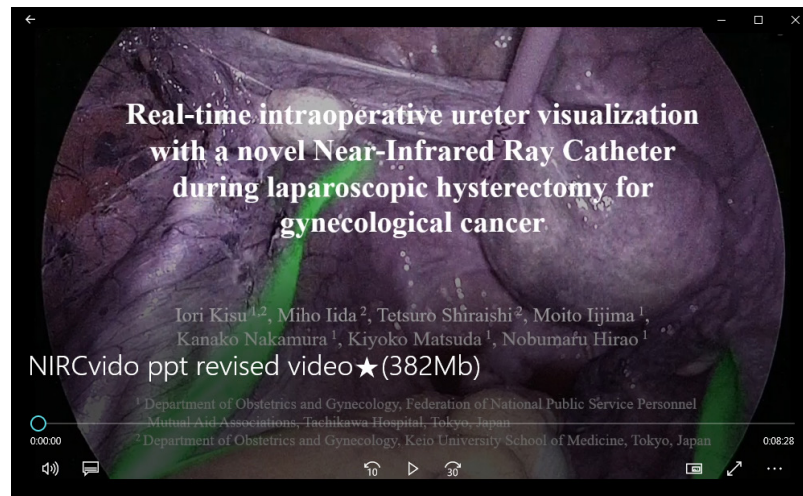 Real-time intraoperative ureter visualization
with a novel Near-Infrared Ray Catheter
during laparoscopic hysterectomy for
gynecological cancer
Iori Kisu 1,2, Miho Iida 2, Tetsuro Shiraishi 2, Moito Iijima 1,
Kanako Nakamura 1, Kiyoko Matsuda 1, Nobumaru Hirao 1
NIRCvido ppt revised video★(382Mb)
1 Department of Obstetrics and Gynecology, Federation of National Public Service Personnel
Mutual Aid Associations, Tachikawa Hospital, Tokyo, Japan
0:00:00
0:08:28
2 Department of Obstetrics and Gynecology, Keio University School of Medicine, Tokyo, Japan
10
30